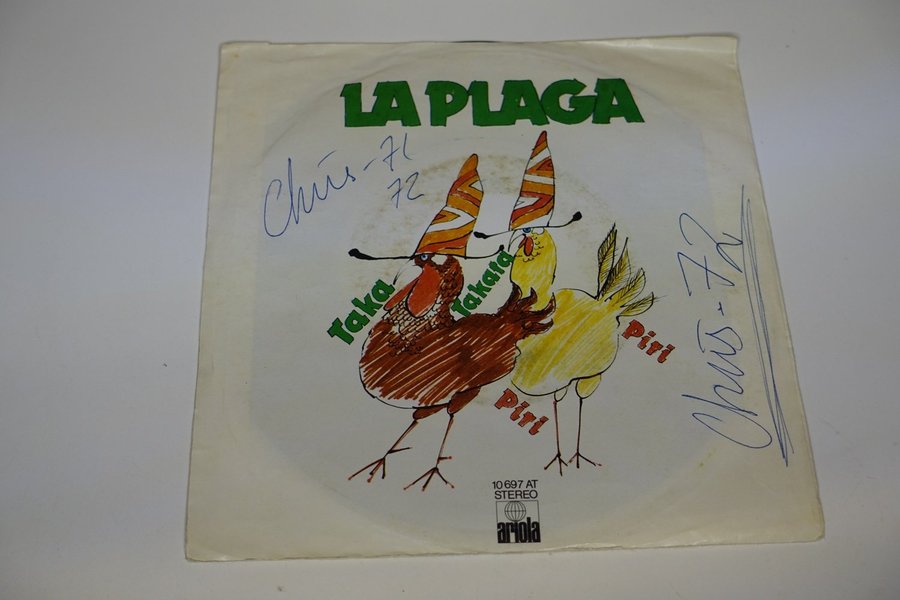 LA PLAGA
Chris - 71
72
Taka
Takata
Piri
Piri
Chris - 72
10 697 AT
STEREO
ariola